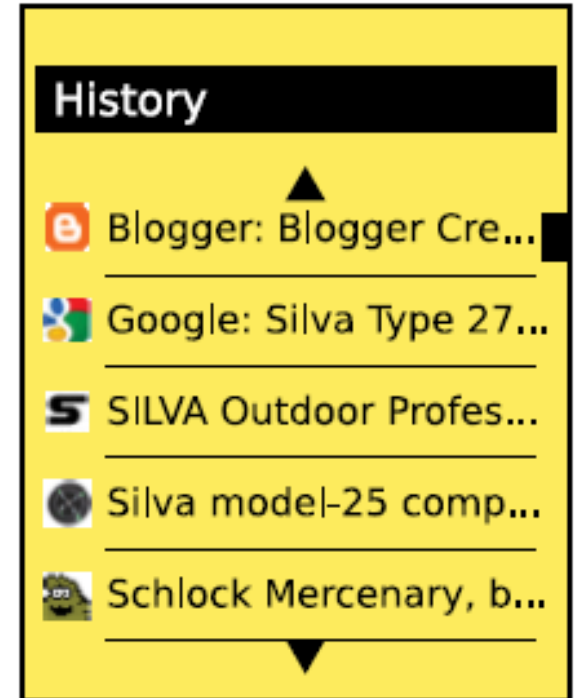 History
Blogger: Blogger Cre...
Google: Silva Type 27...
SILVA Outdoor Profes...
Silva model-25 comp...
Schlock Mercenary, b...